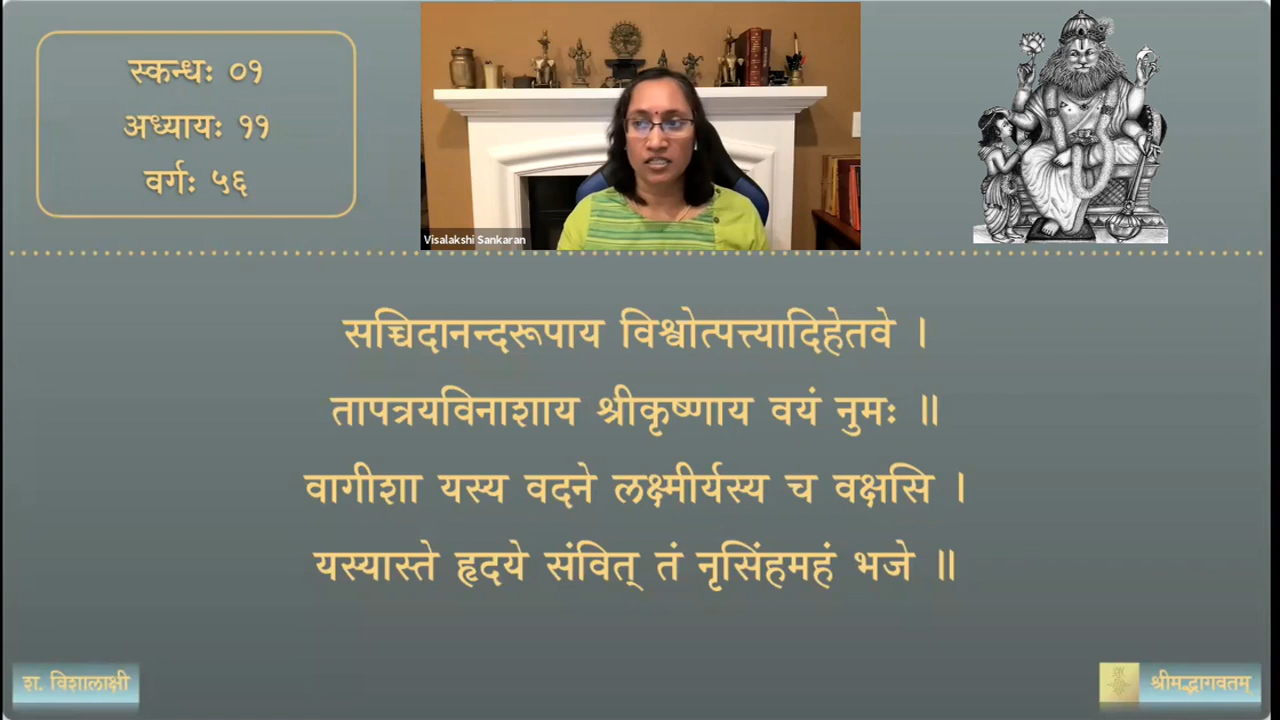 स्कन्धः ०१
अध्यायः ११
वर्गः ५६
Visalakshi Sankaran
सच्चिदानन्दरूपाय विश्वोत्पत्त्यादिहेतवे ।
तापत्रयविनाशाय श्रीकृष्णाय वयं नुमः ॥
वागीशा यस्य वदने लक्ष्मीर्यस्य च वक्षसि ।
यस्यास्ते हृदये संवित् तं नृसिंहमहं भजे ॥
श. विशालाक्षी
श्रीमद्भागवतम्